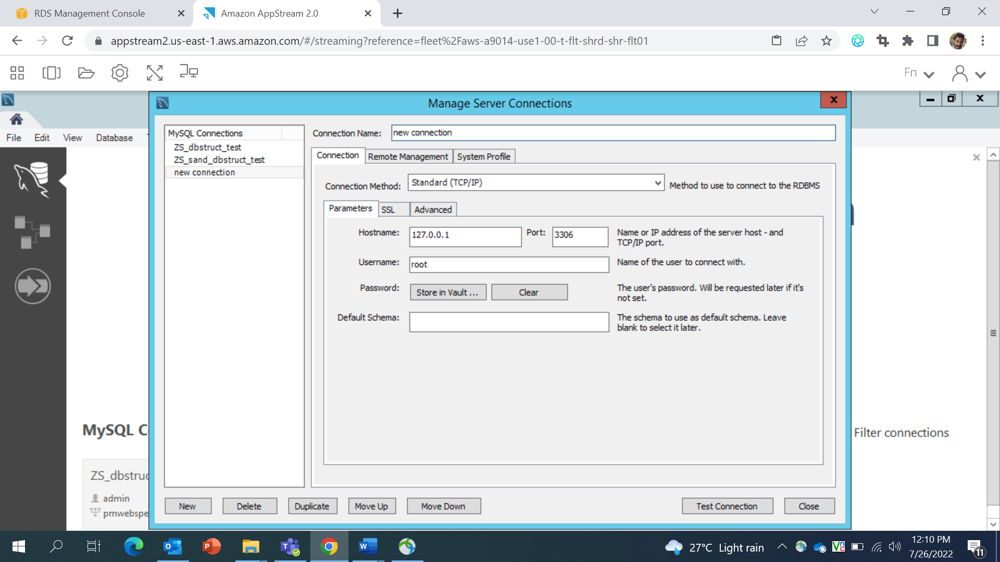 RDS Management Console
Amazon AppStream 2.0
appstream2.us-east-1.aws.amazon.com/#/streaming?reference=fleet%2Faws-a9014-use1-00-t-flt-shrd-shr-flt01
Fn
Manage Server Connections
File Edit View Database
MySQL Connections
ZS_dbstruct_test
ZS_sand_dbstruct_test
new connection
Connection Name: new connection
Connection Remote Management System Profile
Connection Method: Standard (TCP/IP) Method to use to connect to the RDBMS
Parameters SSL Advanced
Hostname: 127.0.0.1 Port: 3306 Name or IP address of the server host - and
TCP/IP port.
Username: root Name of the user to connect with.
Password: Store in Vault ... Clear The user's password. Will be requested later if it's
not set.
Default Schema: The schema to use as default schema. Leave
blank to select it later.
MySQL C
Filter connections
ZS_dbstruc
admin
pmwebspe
New Delete Duplicate Move Up Move Down Test Connection Close
27°C Light rain
12:10 PM
7/26/2022
11